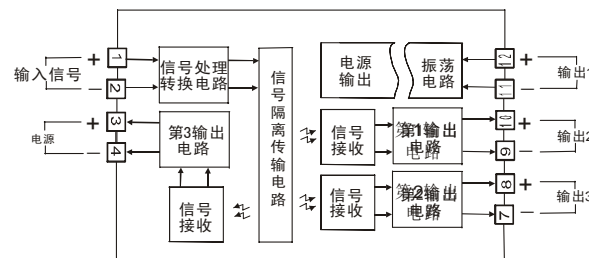 输入信号
+
1
−
2
信号处理
转换电路
电源
+
3
−
4
第3输出
电路
信号
接收
信号隔离传输电路
电源
输出
振荡
电路
12
+
11
−
输出1
信号
接收
第1输出
电路
10
+
9
−
输出2
信号
接收
第2输出
电路
8
+
7
−
输出3